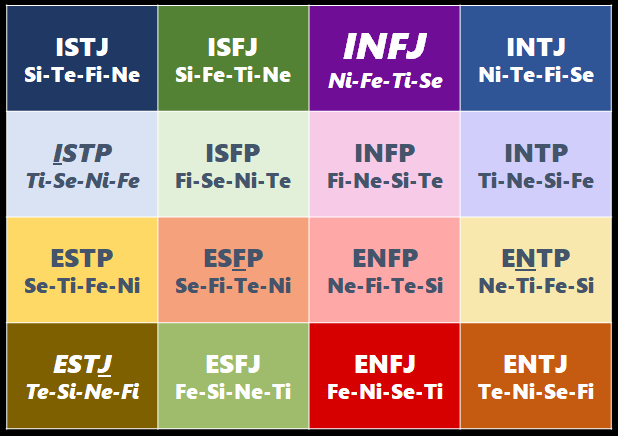 ISTJ
Si-Te-Fi-Ne
ISFJ
Si-Fe-Ti-Ne
INFJ
Ni-Fe-Ti-Se
INTJ
Ni-Te-Fi-Se
ISTP
Ti-Se-Ni-Fe
ISFP
Fi-Se-Ni-Te
INFP
Fi-Ne-Si-Te
INTP
Ti-Ne-Si-Fe
ESTP
Se-Ti-Fe-Ni
ESFP
Se-Fi-Te-Ni
ENFP
Ne-Fi-Te-Si
ENTP
Ne-Ti-Fe-Si
ESTJ
Te-Si-Ne-Fi
ESFJ
Fe-Si-Ne-Ti
ENFJ
Fe-Ni-Se-Ti
ENTJ
Te-Ni-Se-Fi